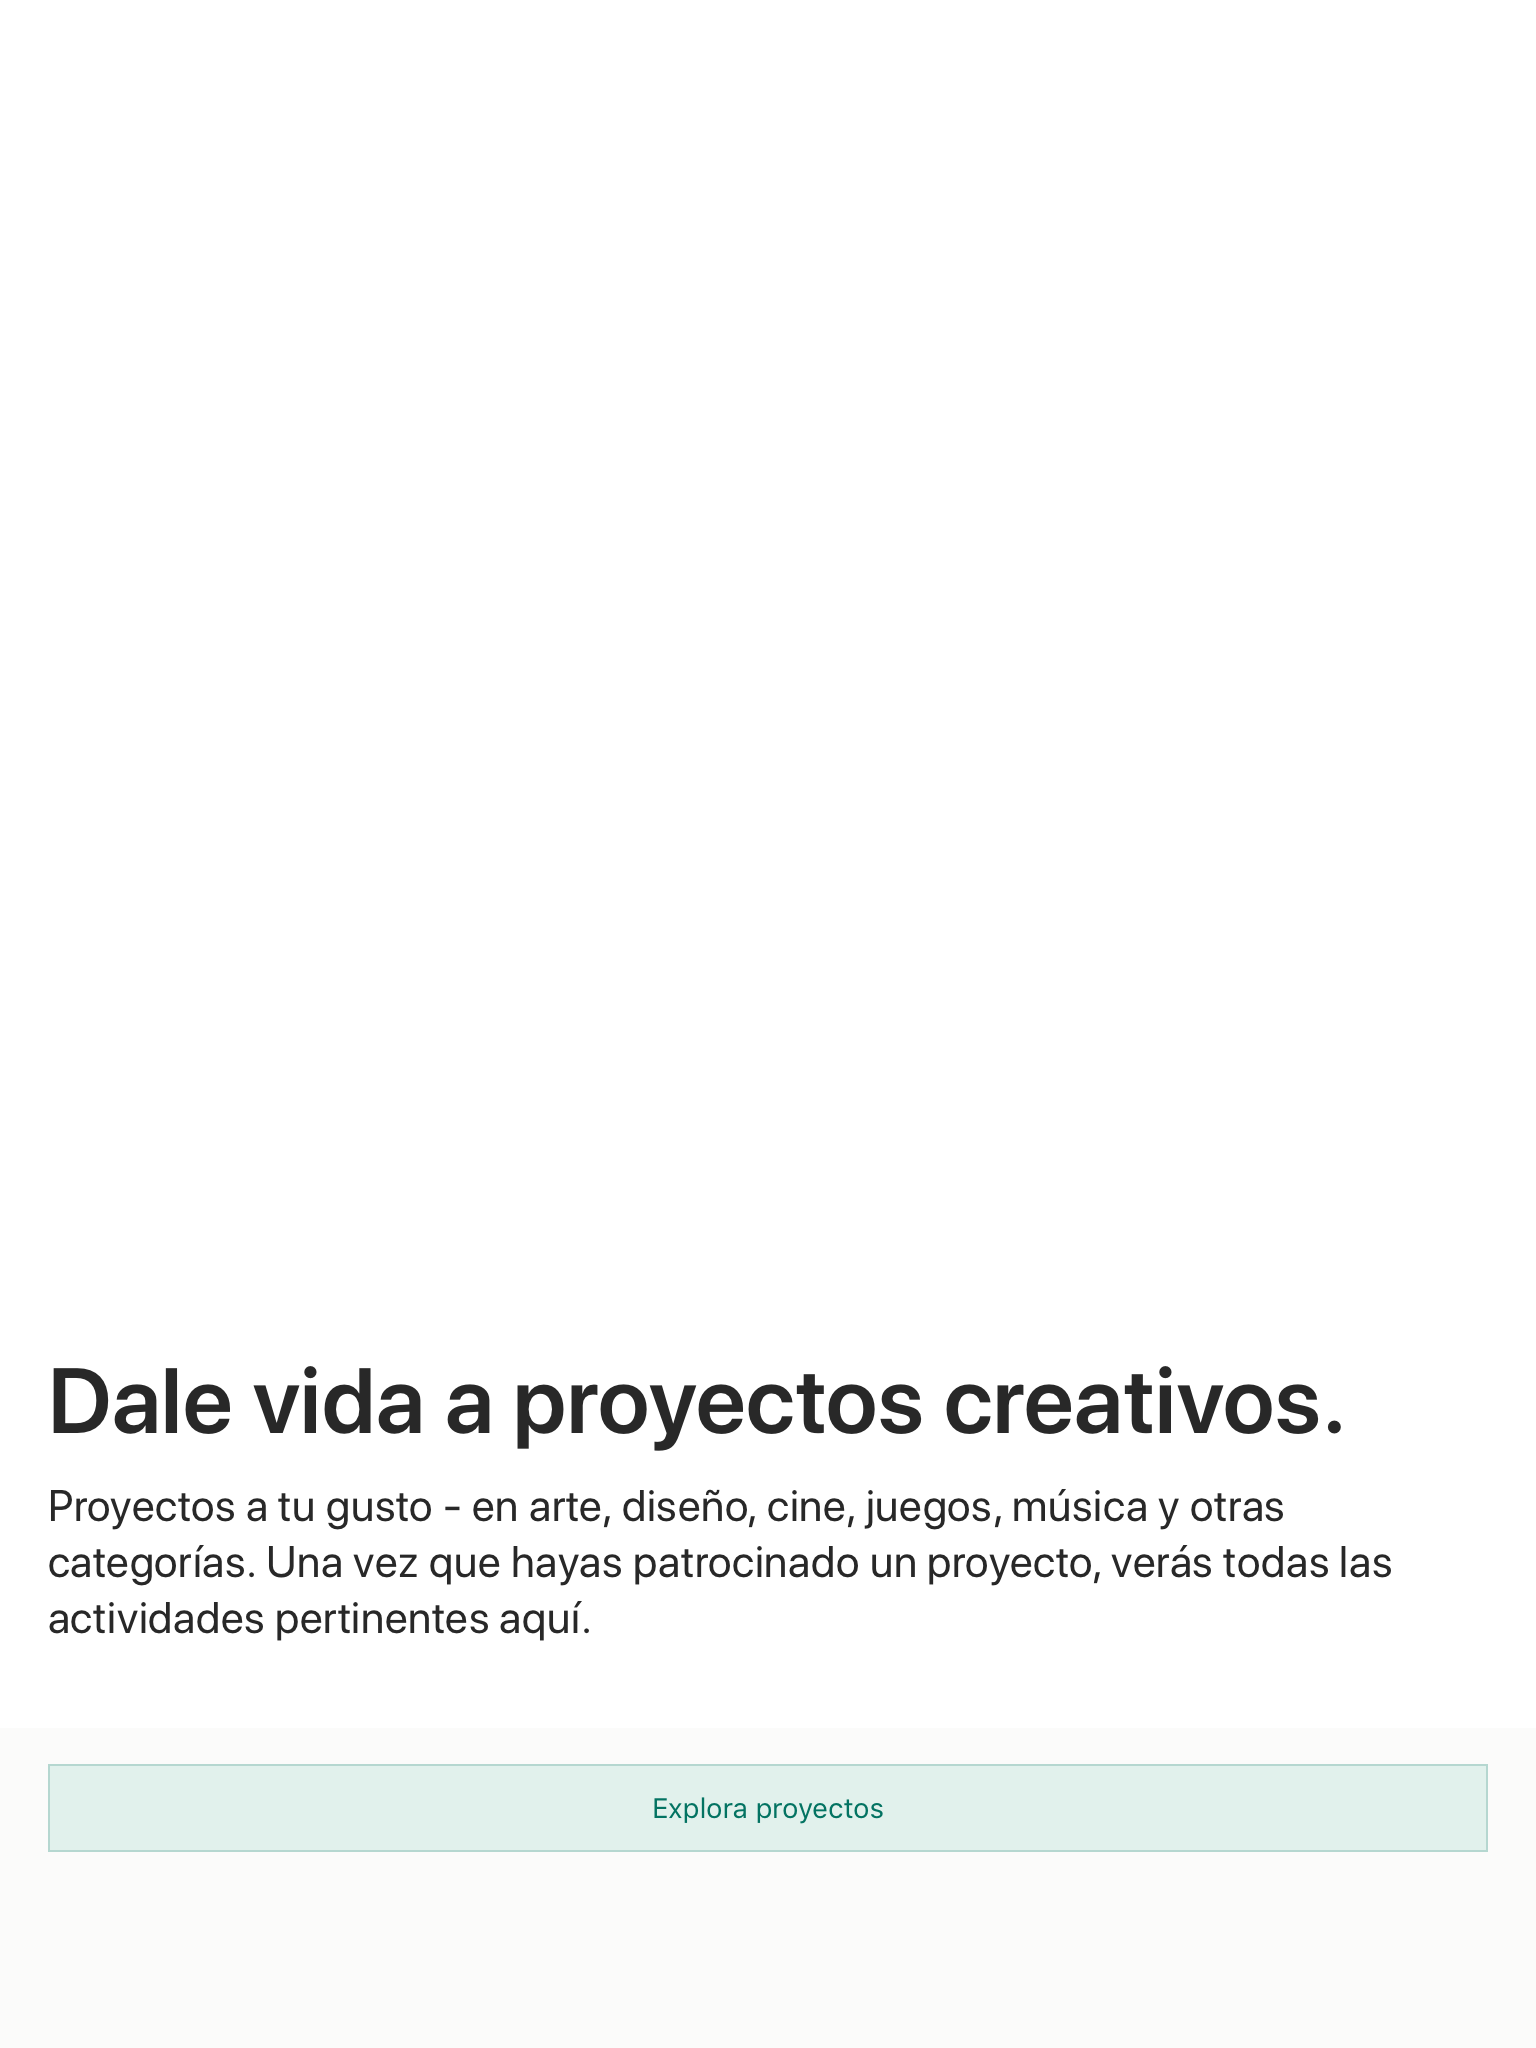 Dale vida a proyectos creativos.
Proyectos a tu gusto - en arte, diseño, cine, juegos, música y otras
categorías. Una vez que hayas patrocinado un proyecto, verás todas las
actividades pertinentes aquí.
Explora proyectos